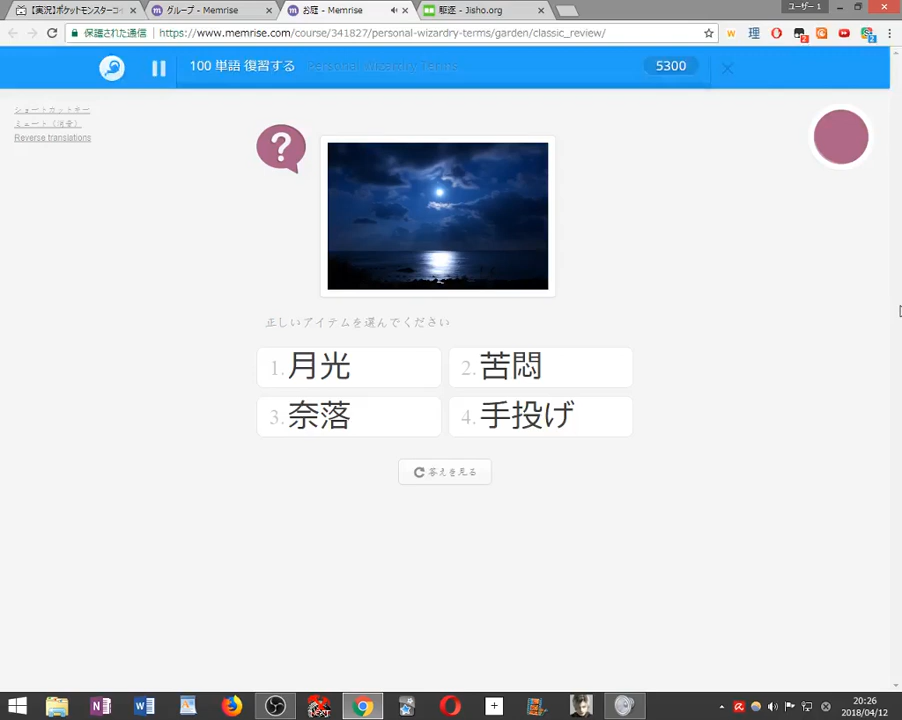 【実況】ポケットモンスターコイ
グループ - Memrise
お暇 - Memrise
駆逐 - Jisho.org
ユーザー 1
保護された通信
https://www.memrise.com/course/341827/personal-wizardry-terms/garden/classic_review/
100 単語 復習する
Personal Wizardry Terms
5300
ショートカットキー
ミュート（消音）
Reverse translations
?
正しいアイテムを選んでください
1. 月光
2. 苦悶
3. 奈落
4. 手投げ
答えを見る
20:26
2018/04/12